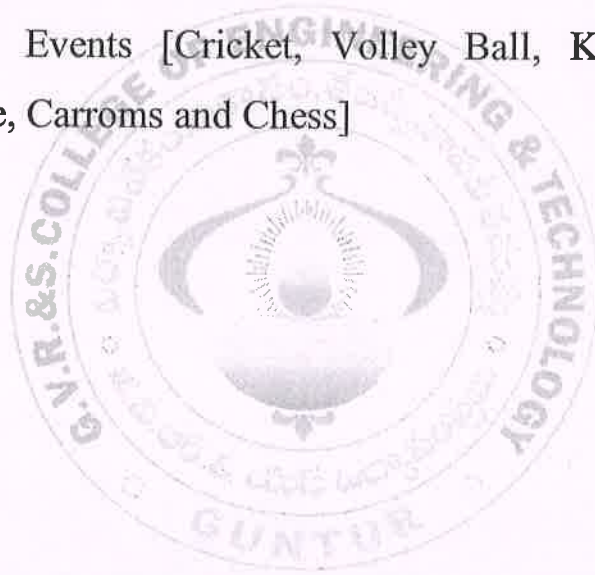 Events [Cricket, Volley Ball, K
e, Carroms and Chess]
G.V.R.&S. COLLEGE OF ENGINEERING & TECHNOLOGY
GUNTUR